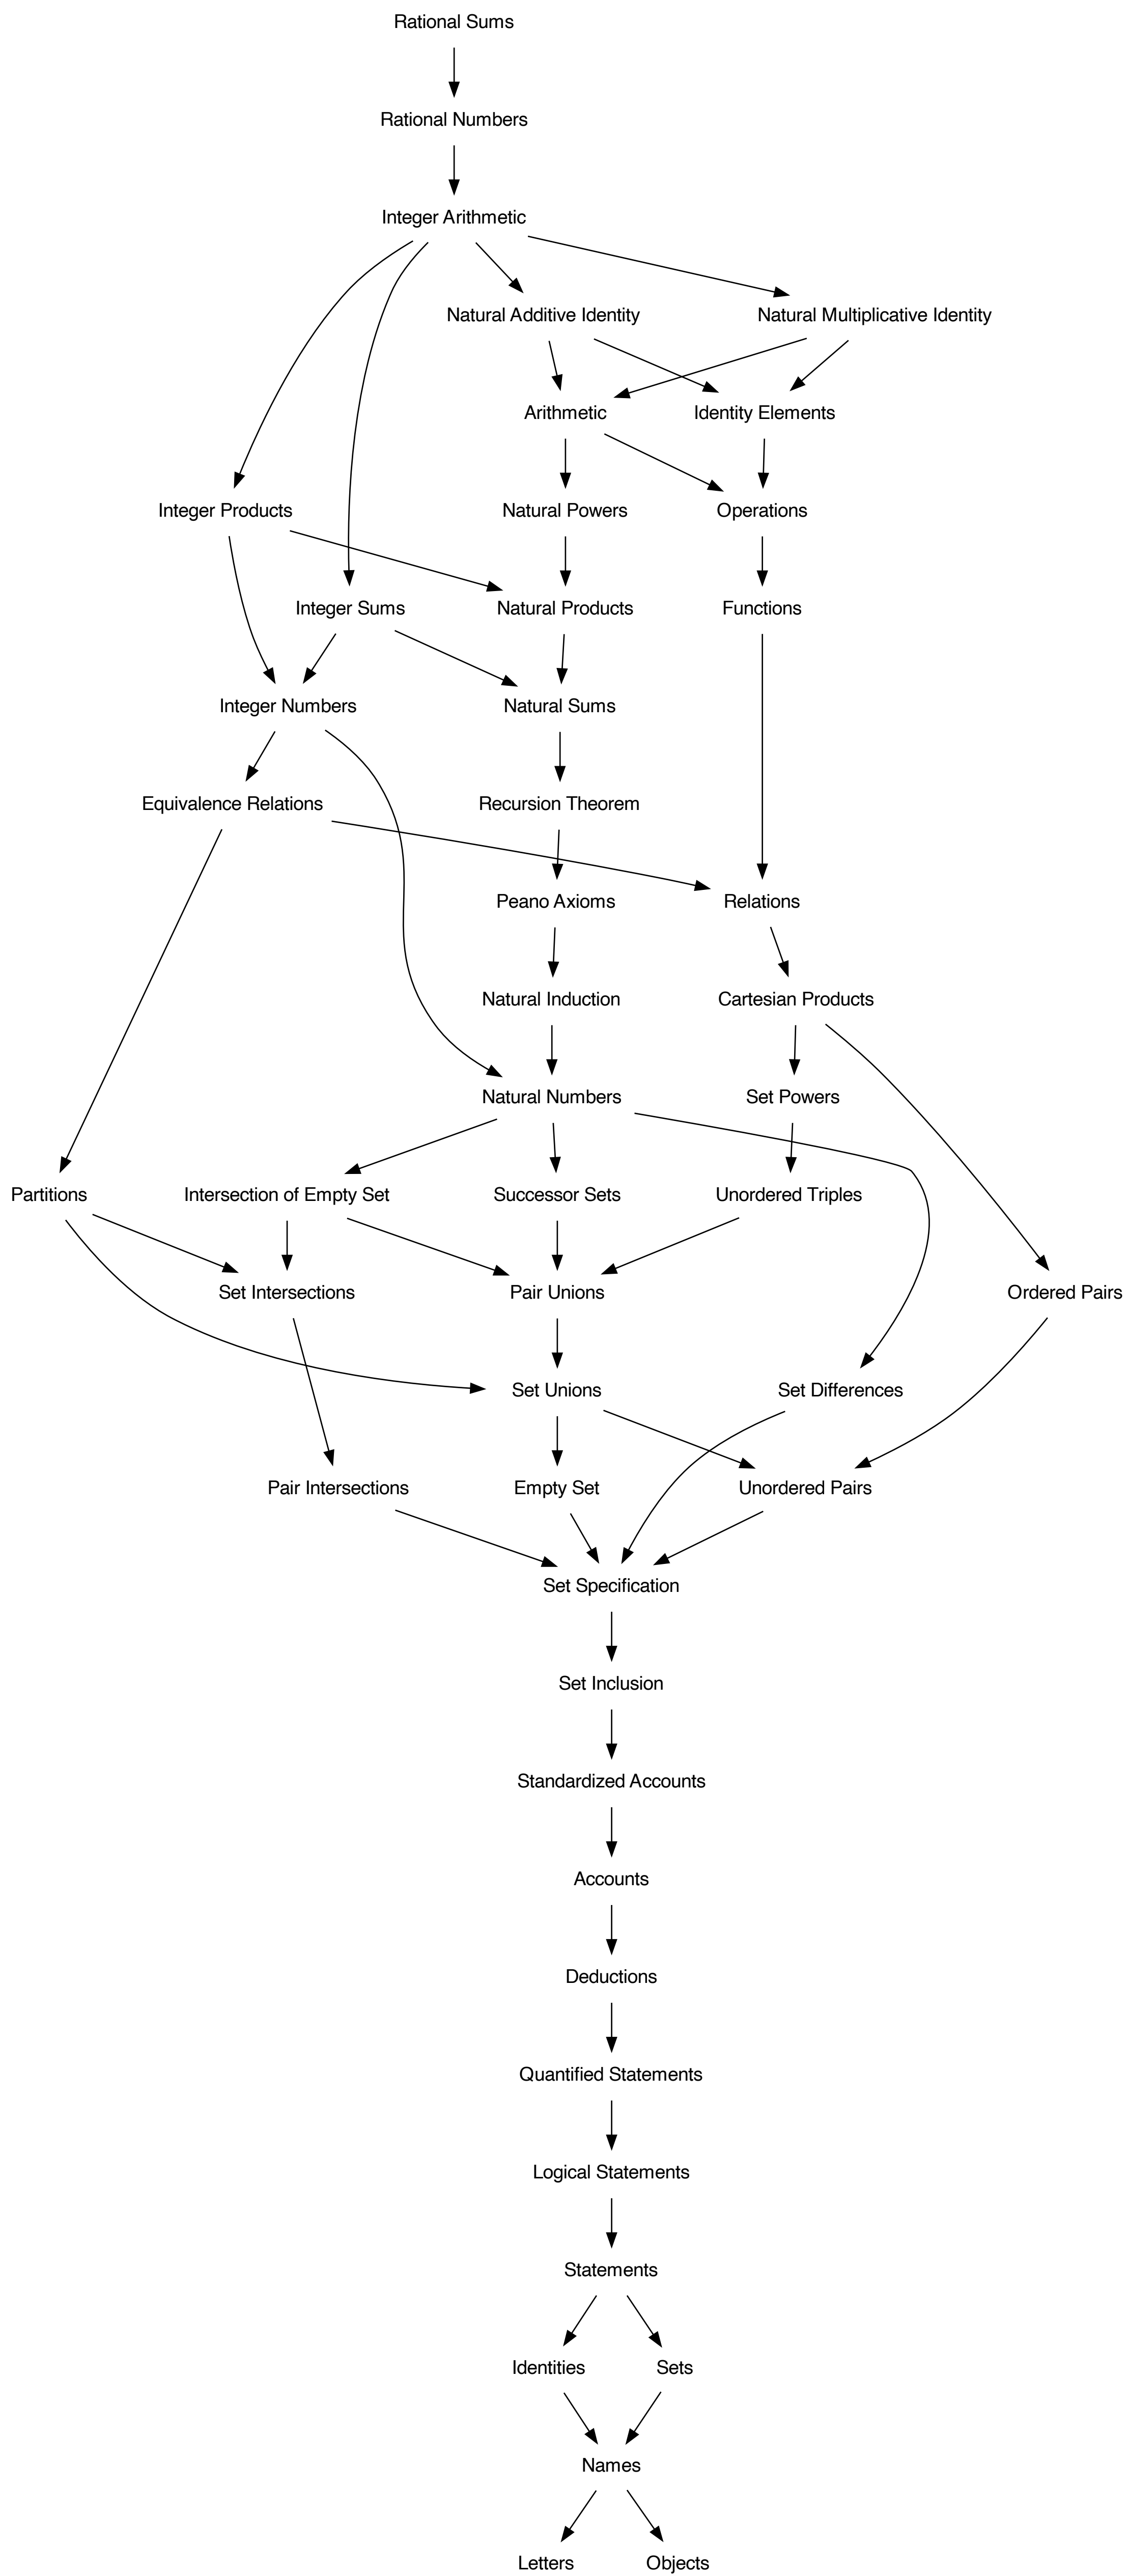 Rational Sums
Rational Numbers
Integer Arithmetic
Natural Additive Identity
Natural Multiplicative Identity
Arithmetic
Identity Elements
Integer Products
Natural Powers
Operations
Integer Sums
Natural Products
Functions
Integer Numbers
Natural Sums
Equivalence Relations
Recursion Theorem
Peano Axioms
Relations
Natural Induction
Cartesian Products
Natural Numbers
Set Powers
Partitions
Intersection of Empty Set
Successor Sets
Unordered Triples
Set Intersections
Pair Unions
Ordered Pairs
Set Unions
Set Differences
Pair Intersections
Empty Set
Unordered Pairs
Set Specification
Set Inclusion
Standardized Accounts
Accounts
Deductions
Quantified Statements
Logical Statements
Statements
Identities
Sets
Names
Letters
Objects